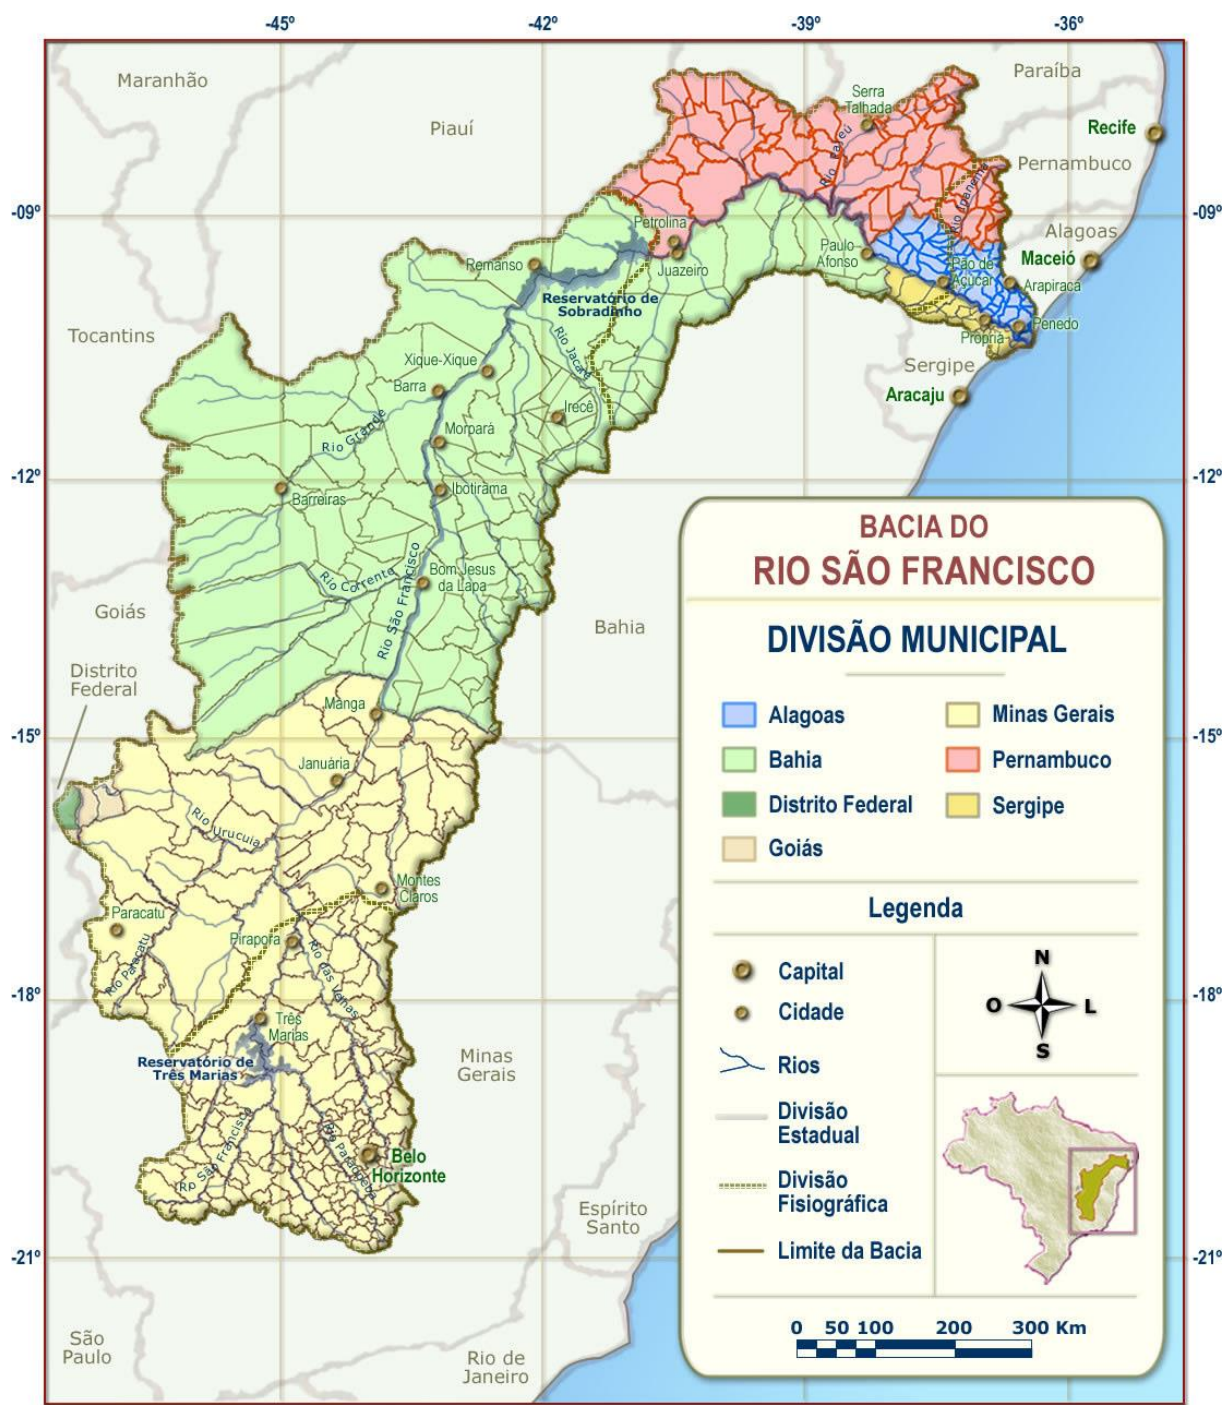 -45º
-42º
-39º
-36º
Maranhão
Piauí
Paraíba
Serra
Talhada
Recife
Rio Pajeú
Pernambuco
Rio Ipanema
-09º
-09º
Petrolina
Alagoas
Remanso
Juazeiro
Paulo
Afonso
Pão de
Açúcar
Maceió
Arapiraca
Reservatório de
Sobradinho
Penedo
Propriá
Tocantins
Rio Jacaré
Sergipe
Xique-Xique
Barra
Aracaju
Irecê
Rio Grande
Morpará
-12º
-12º
Barreiras
Ibotirama
Rio Corrente
Rio São Francisco
Bom Jesus
da Lapa
Goiás
Bahia
Distrito
Federal
Manga
-15º
-15º
Januária
Rio Urucuia
Montes
Claros
Paracatu
Pirapora
Rio Paracatu
Rio das Velhas
-18º
-18º
Três
Marias
Reservatório de
Três Marias
Minas
Gerais
Rio São Francisco
Rio Paraopeba
Belo
Horizonte
Espírito
Santo
-21º
-21º
São
Paulo
Rio de
Janeiro
BACIA DO
RIO SÃO FRANCISCO
DIVISÃO MUNICIPAL
Alagoas
Minas Gerais
Bahia
Pernambuco
Distrito Federal
Sergipe
Goiás
Legenda
Capital
Cidade
Rios
Divisão
Estadual
Divisão
Fisiográfica
Limite da Bacia
N
O
L
S
0 50 100 200 300 Km